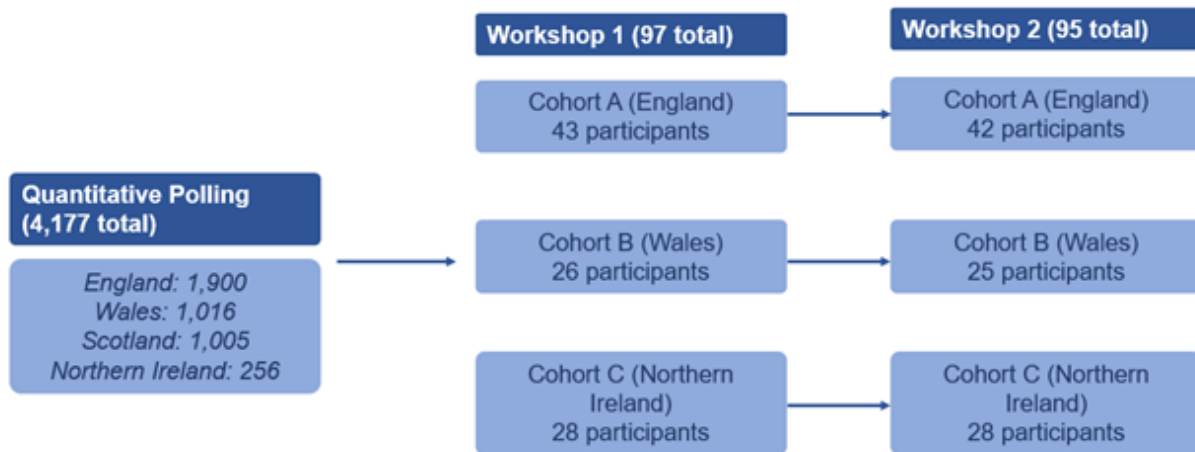 Quantitative Polling
(4,177 total)
England: 1,900
Wales: 1,016
Scotland: 1,005
Northern Ireland: 256
Workshop 1 (97 total)
Cohort A (England)
43 participants
Cohort B (Wales)
26 participants
Cohort C (Northern
Ireland)
28 participants
Workshop 2 (95 total)
Cohort A (England)
42 participants
Cohort B (Wales)
25 participants
Cohort C (Northern
Ireland)
28 participants